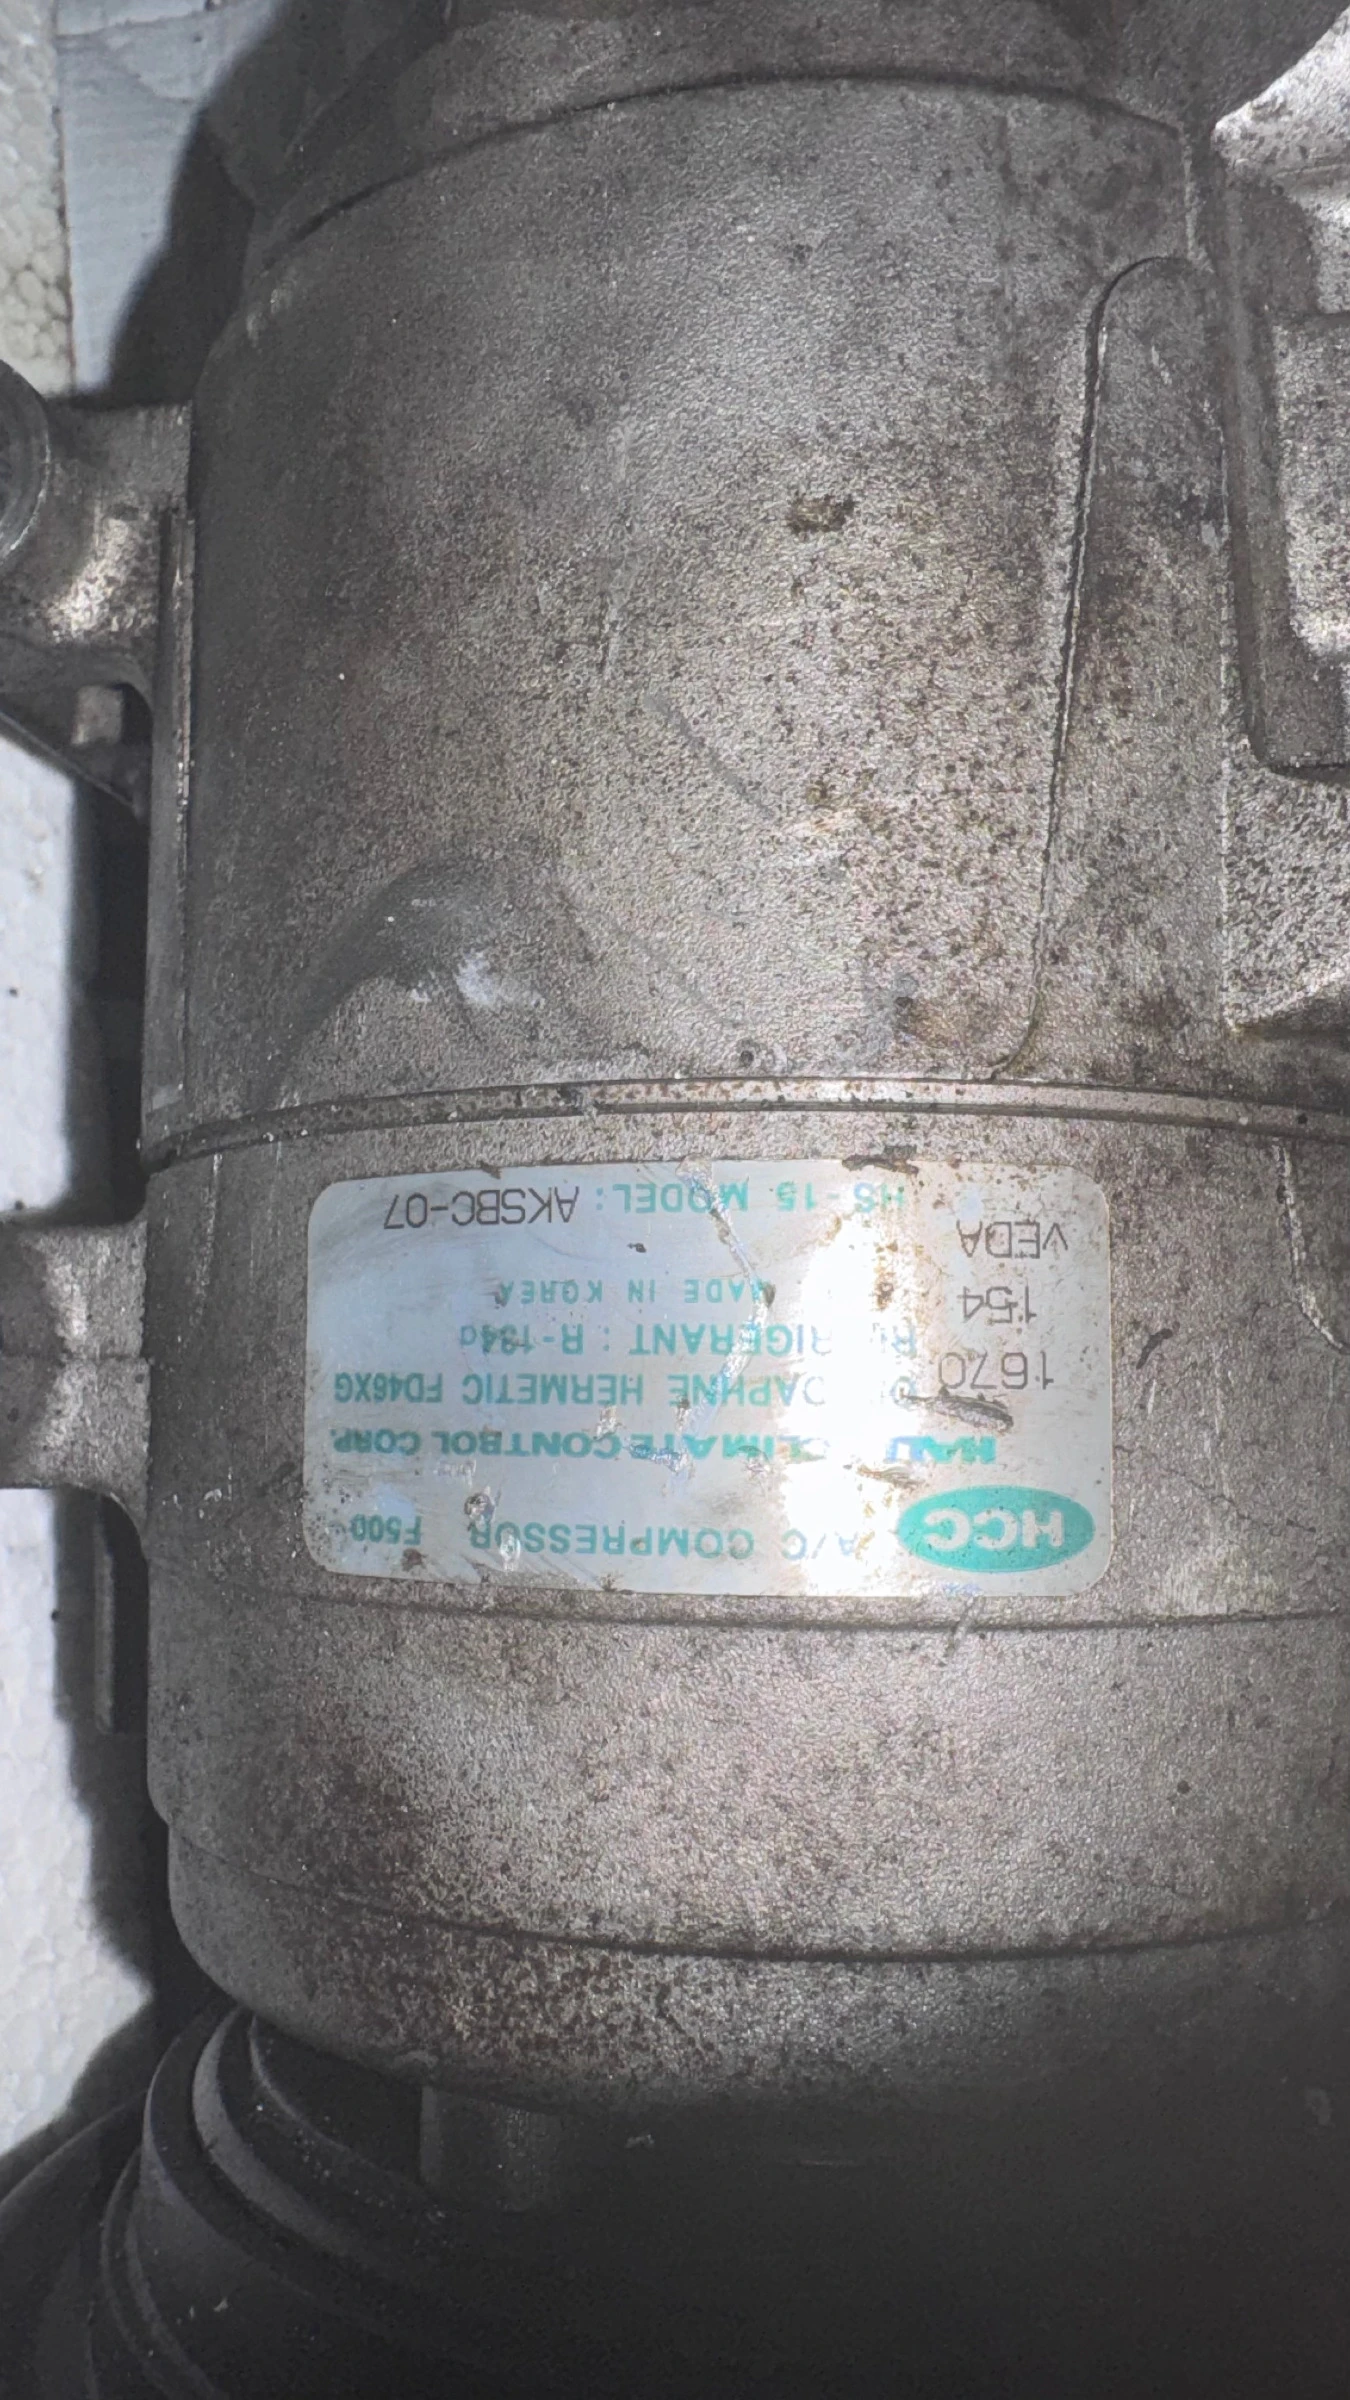 HCC A/C COMPRESSOR F500
CLIMATE CONTROL CORP.
DAPHNE HERMETIC FD46XG
1670
REFRIGERANT : R-134a
154
MADE IN KOREA
VEDA
HS-15 MODEL: AKSBC-07